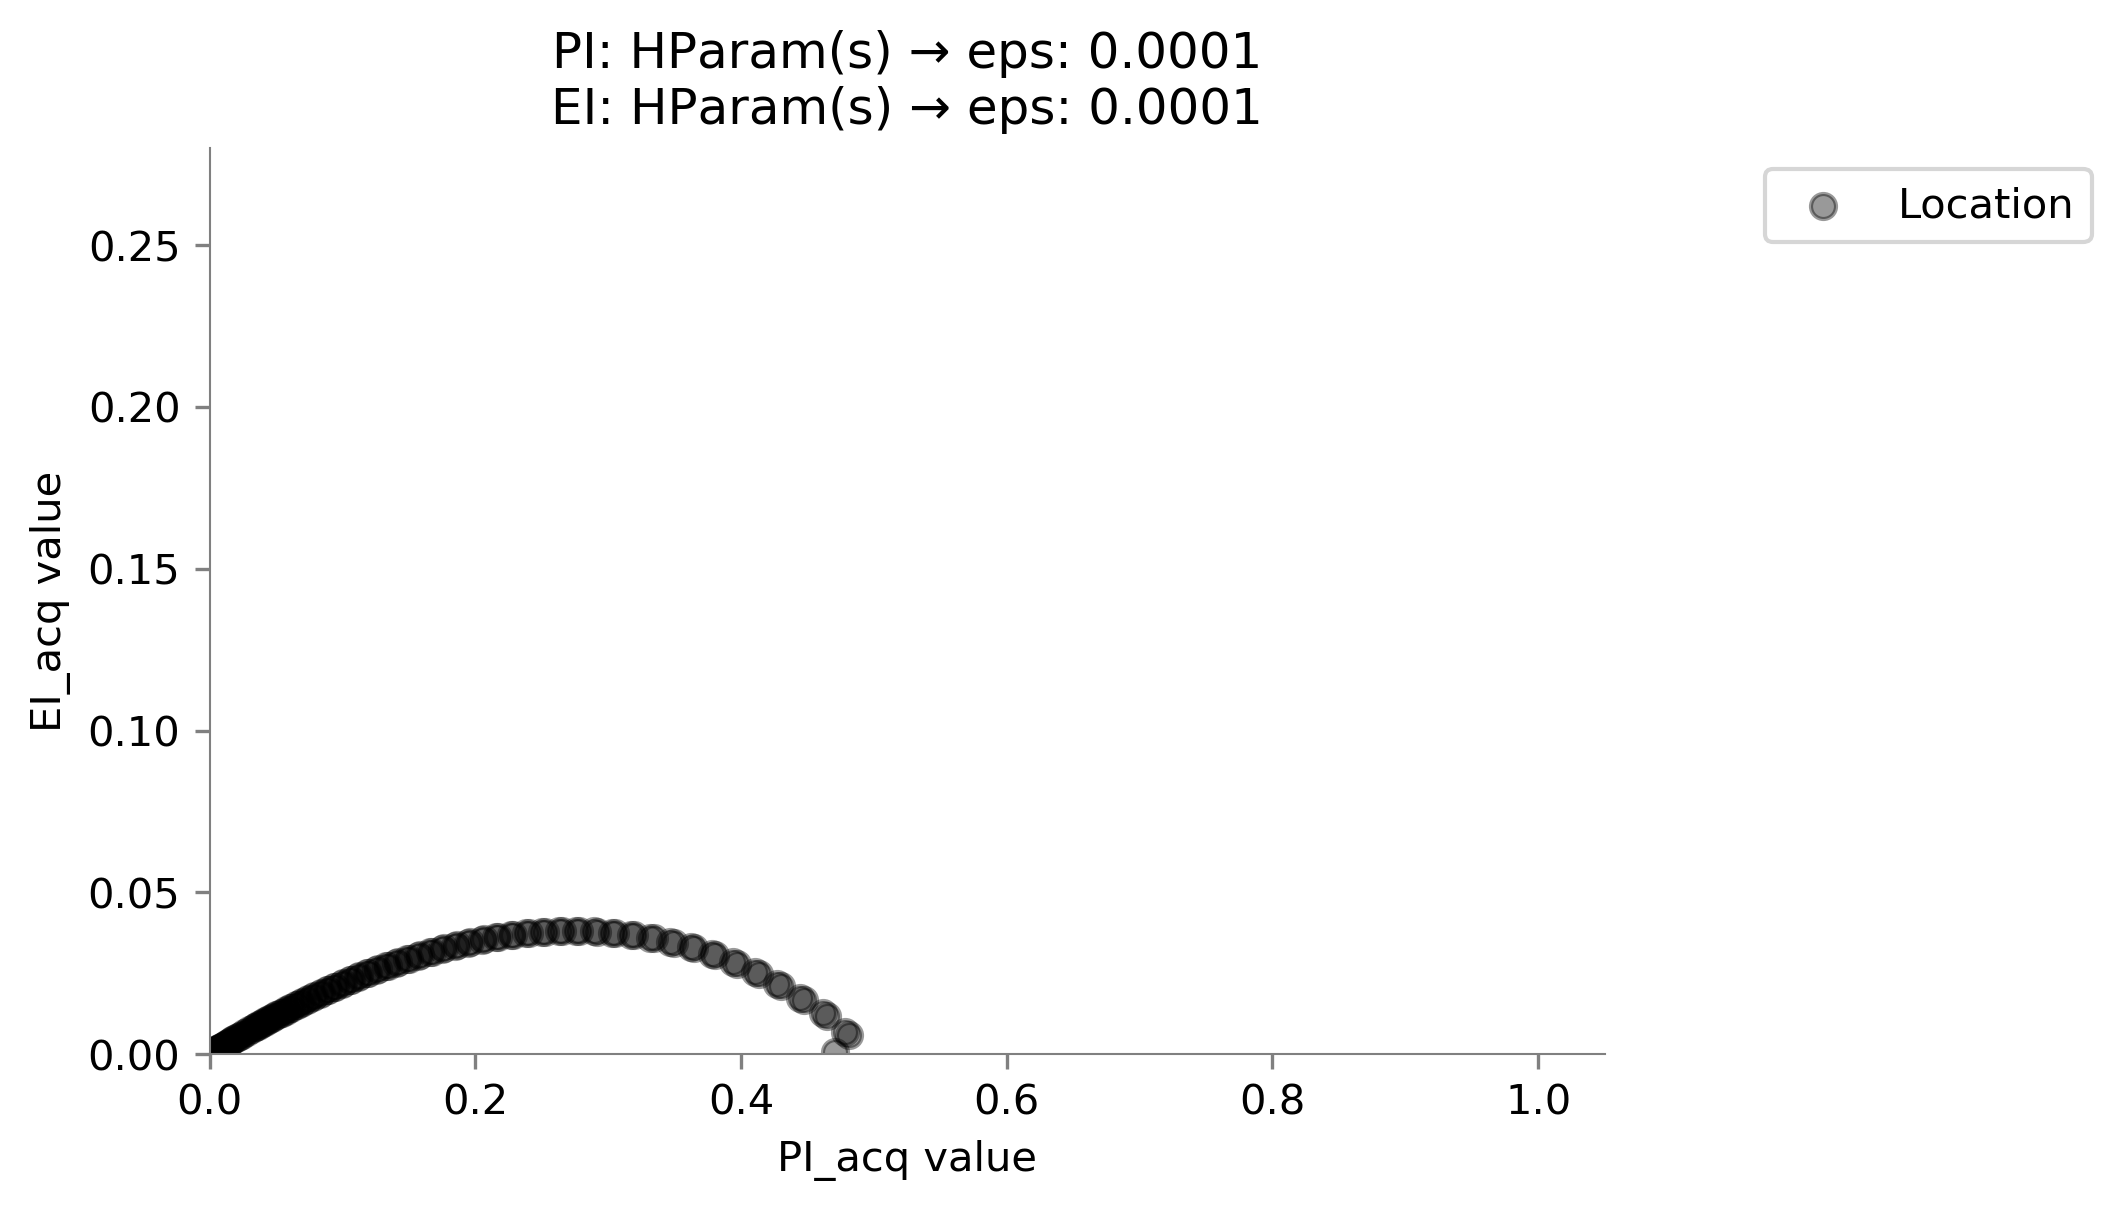 PI: HParam(s) → eps: 0.0001
EI: HParam(s) → eps: 0.0001
Location
EI_acq value
0.25
0.20
0.15
0.10
0.05
0.00
0.0 0.2 0.4 0.6 0.8 1.0
PI_acq value